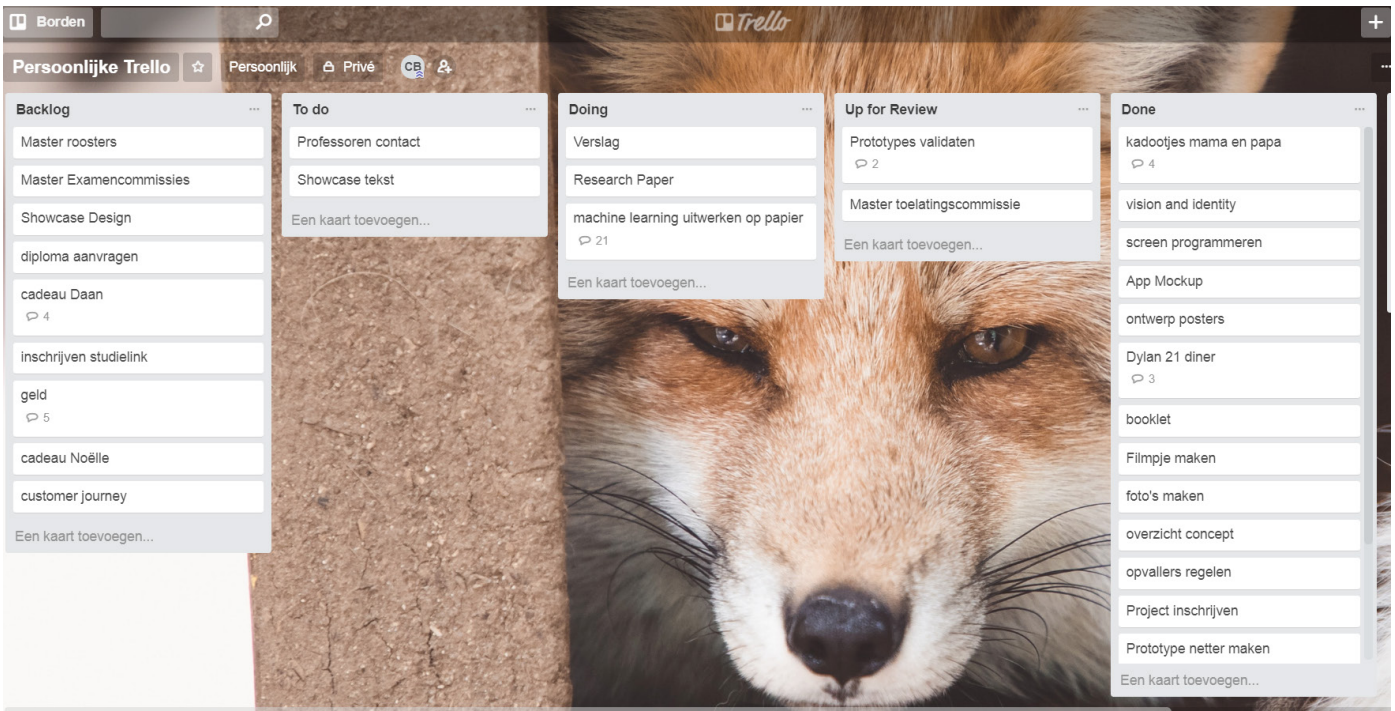 Borden
Trello
Persoonlijke Trello
Persoonlijk
Privé
CB
Backlog
Master roosters
Master Examencommissies
Showcase Design
diploma aanvragen
cadeau Daan
4
inschrijven studielink
geld
5
cadeau Noëlle
customer journey
Een kaart toevoegen...
To do
Professoren contact
Showcase tekst
Een kaart toevoegen...
Doing
Verslag
Research Paper
machine learning uitwerken op papier
21
Een kaart toevoegen...
Up for Review
Prototypes validaten
2
Master toelatingscommissie
Een kaart toevoegen...
Done
kadootjes mama en papa
4
vision and identity
screen programmeren
App Mockup
ontwerp posters
Dylan 21 diner
3
booklet
Filmpje maken
foto's maken
overzicht concept
opvallers regelen
Project inschrijven
Prototype netter maken
Een kaart toevoegen...